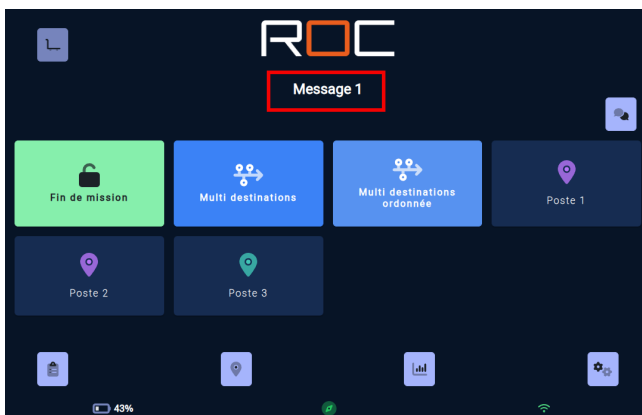 ROC
Message 1
Fin de mission
Multi destinations
Multi destinations
ordonnée
Poste 1
Poste 2
Poste 3
43%